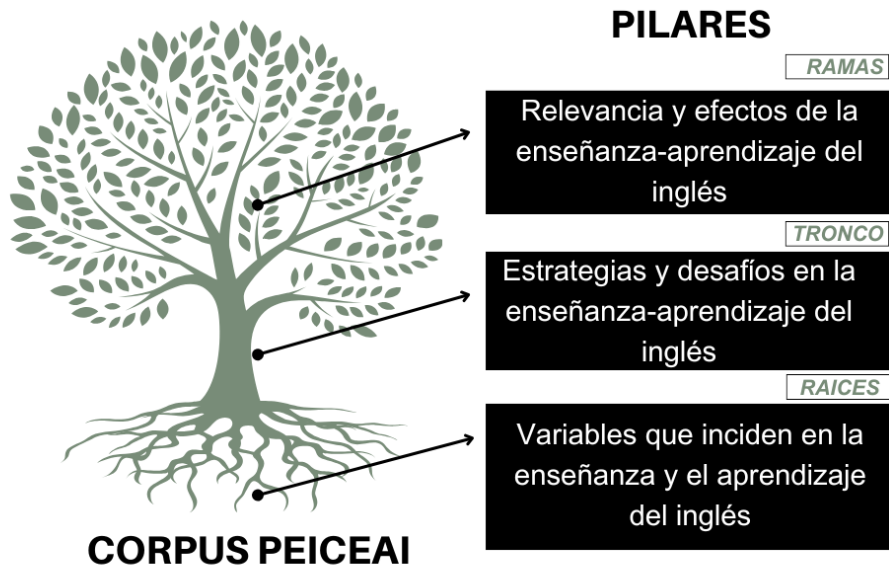 PILARES
RAMAS
Relevancia y efectos de la
enseñanza-aprendizaje del
inglés
TRONCO
Estrategias y desafíos en la
enseñanza-aprendizaje del
inglés
RAICES
Variables que inciden en la
enseñanza y el aprendizaje
del inglés
CORPUS PEICEAI